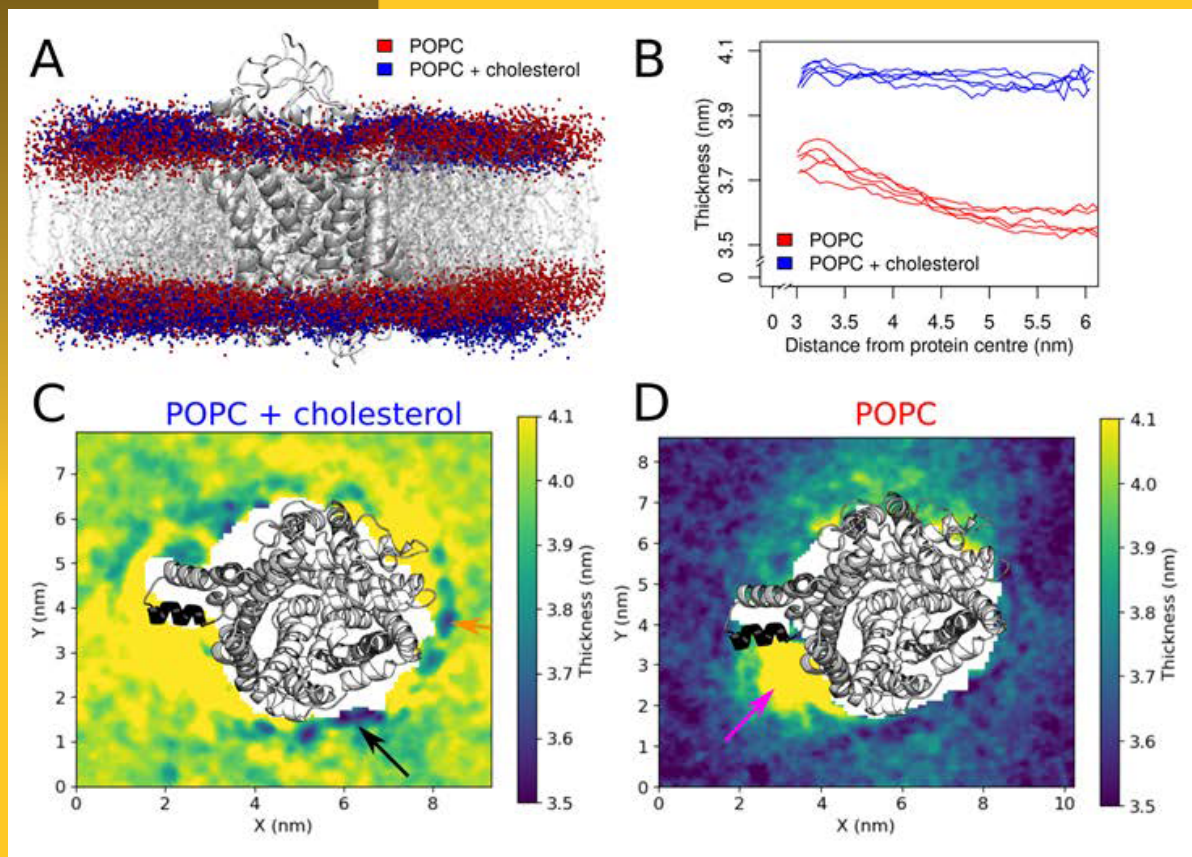 A
POPC
POPC + cholesterol
B
4.1
3.9
3.7
3.5
0
Thickness (nm)
POPC
POPC + cholesterol
0 3 3.5 4 4.5 5 5.5 6
Distance from protein centre (nm)
C
POPC + cholesterol
7
6
5
4
3
2
1
0
Y (nm)
0 2 4 6 8
X (nm)
4.1
4.0
3.9
3.8
3.7
3.6
3.5
Thickness (nm)
D
POPC
8
7
6
5
4
3
2
1
0
Y (nm)
0 2 4 6 8 10
X (nm)
4.1
4.0
3.9
3.8
3.7
3.6
3.5
Thickness (nm)